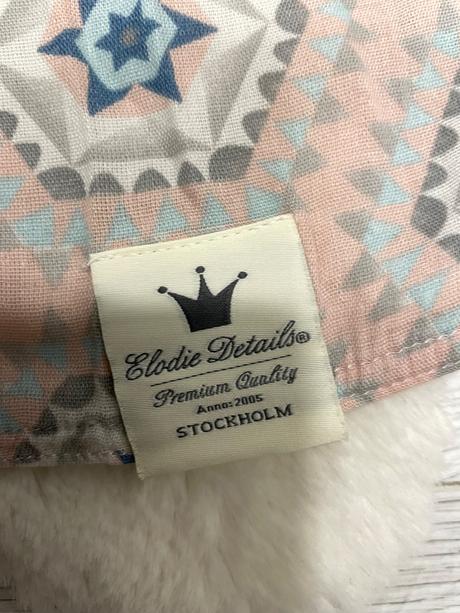 Elodie Details®
Premium Quality
Anno: 2005
STOCKHOLM